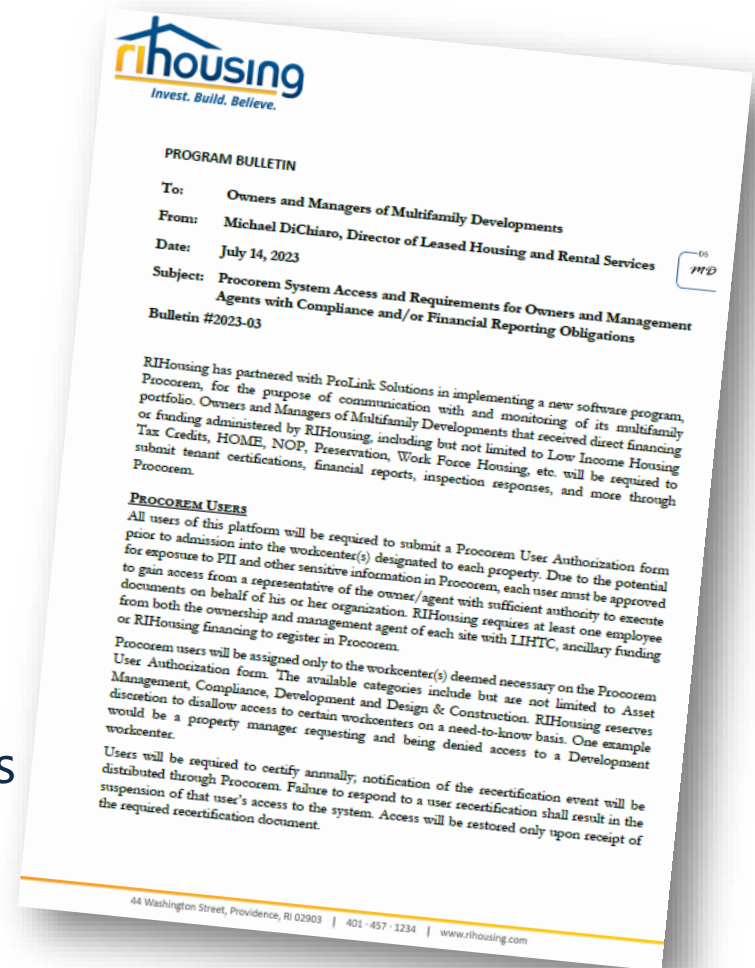 rihousing
Invest. Build. Believe.
PROGRAM BULLETIN
To: Owners and Managers of Multifamily Developments
From: Michael DiChiaro, Director of Leased Housing and Rental Services
DS
MD
Date: July 14, 2023
Subject: Procorem System Access and Requirements for Owners and Management
Agents with Compliance and/or Financial Reporting Obligations
Bulletin #2023-03
RIHousing has partnered with ProLink Solutions in implementing a new software program,
Procorem, for the purpose of communication with and monitoring of its multifamily
portfolio. Owners and Managers of Multifamily Developments that received direct financing
or funding administered by RIHousing, including but not limited to Low Income Housing
Tax Credits, HOME, NOP, Preservation, Work Force Housing, etc. will be required to
submit tenant certifications, financial reports, inspection responses, and more through
Procorem.
PROCOREM USERS
All users of this platform will be required to submit a Procorem User Authorization form
prior to admission into the workcenter(s) designated to each property. Due to the potential
for exposure to PII and other sensitive information in Procorem, each user must be approved
to gain access from a representative of the owner/agent with sufficient authority to execute
documents on behalf of his or her organization. RIHousing requires at least one employee
from both the ownership and management agent of each site with LIHTC, ancillary funding
or RIHousing financing to register in Procorem.
Procorem users will be assigned only to the workcenter(s) deemed necessary on the Procorem
User Authorization form. The available categories include but are not limited to Asset
Management, Compliance, Development and Design & Construction. RIHousing reserves
discretion to disallow access to certain workcenters on a need-to-know basis. One example
would be a property manager requesting and being denied access to a Development
workcenter.
s
Users will be required to certify annually; notification of the recertification event will be
distributed through Procorem. Failure to respond to a user recertification shall result in the
suspension of that user's access to the system. Access will be restored only upon receipt of
the required recertification document.
44 Washington Street, Providence, RI 02903 | 401 · 457 · 1234 | www.rihousing.com